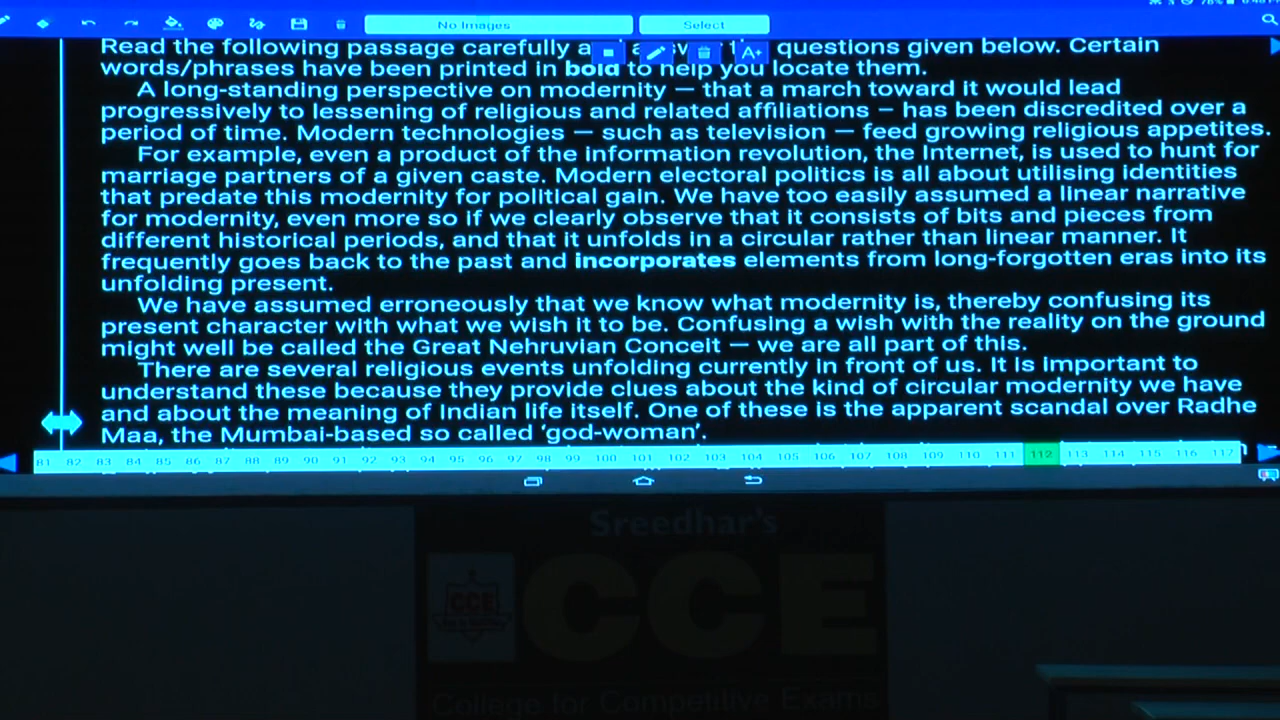 No Images Select
Read the following passage carefully a questions given below. Certain
A+
words/phrases have been printed in bold to help you locate them.
A long-standing perspective on modernity — that a march toward it would lead
progressively to lessening of religious and related affiliations — has been discredited over a
period of time. Modern technologies — such as television — feed growing religious appetites.
For example, even a product of the information revolution, the Internet, is used to hunt for
marriage partners of a given caste. Modern electoral politics is all about utilising identities
that predate this modernity for political gain. We have too easily assumed a linear narrative
for modernity, even more so if we clearly observe that it consists of bits and pieces from
different historical periods, and that it unfolds in a circular rather than linear manner. It
frequently goes back to the past and incorporates elements from long-forgotten eras into its
unfolding present.
We have assumed erroneously that we know what modernity is, thereby confusing its
present character with what we wish it to be. Confusing a wish with the reality on the ground
might well be called the Great Nehruvian Conceit — we are all part of this.
There are several religious events unfolding currently in front of us. It is important to
understand these because they provide clues about the kind of circular modernity we have
and about the meaning of Indian life itself. One of these is the apparent scandal over Radhe
Maa, the Mumbai-based so called ‘god-woman’.
81 82 83 84 85 86 87 88 89 90 91 92 93 94 95 96 97 98 99 100 101 102 103 104 105 106 107 108 109 110 111 112 113 114 115 116 117
Sreedhar's
CCE
CCE
College for Competitive Exams